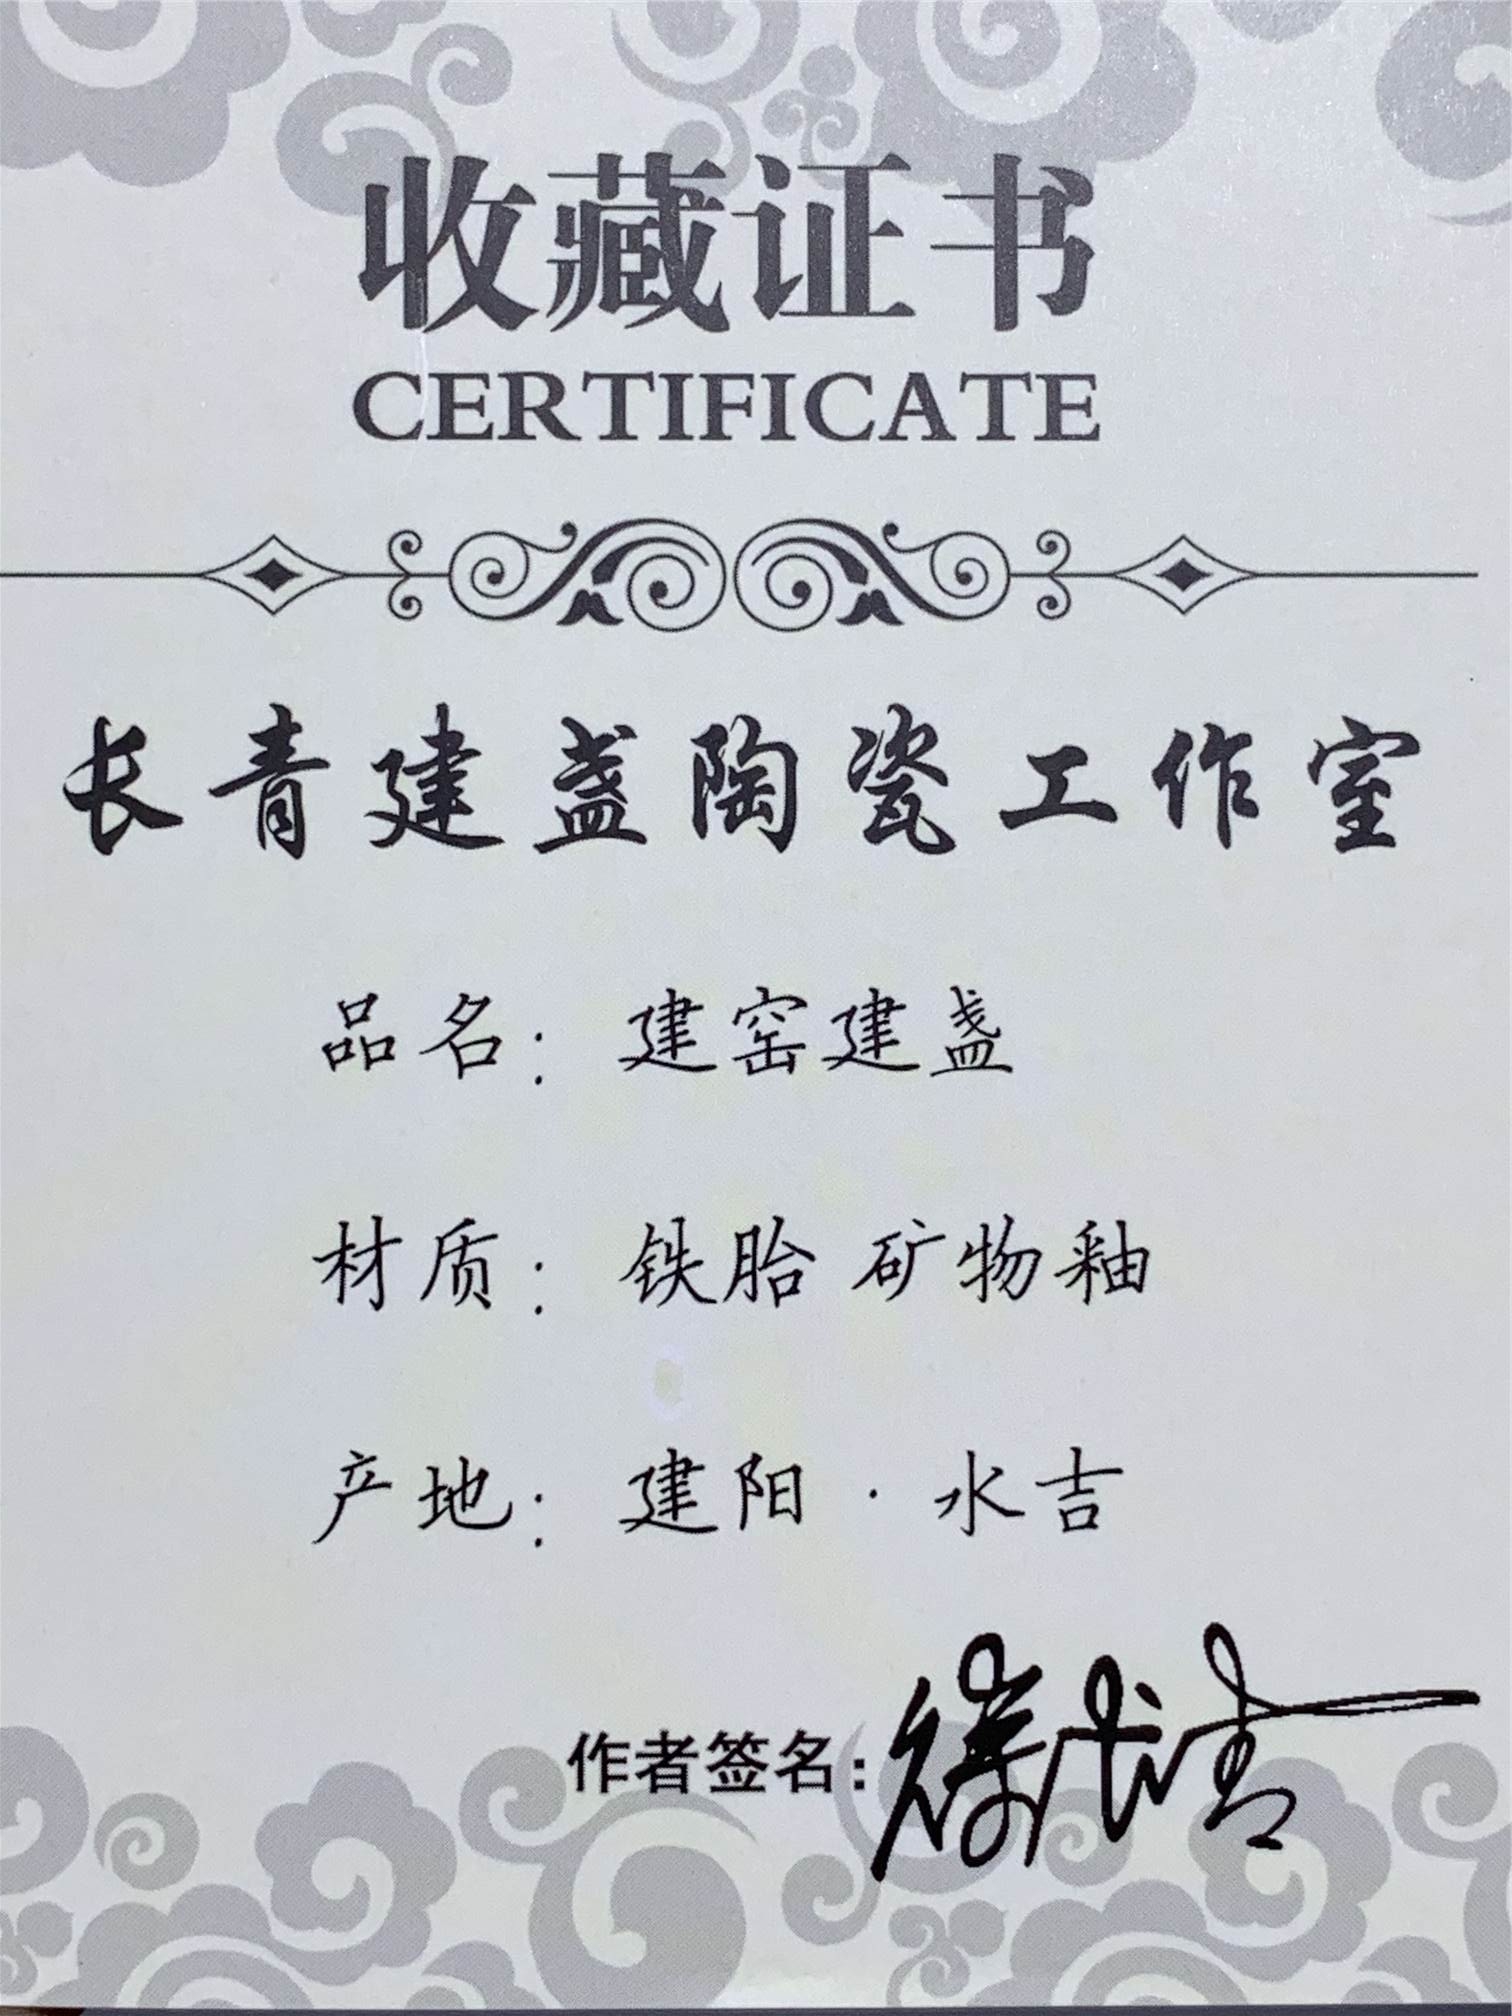 收藏证书
CERTIFICATE
长青建盏陶瓷工作室
品名：建窑建盏
材质：铁胎 矿物釉
产地：建阳·水吉
作者签名：